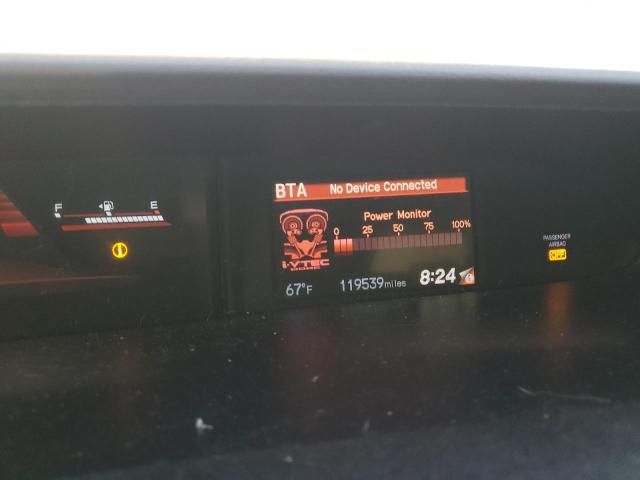 BTA No Device Connected
Power Monitor
0 25 50 75 100%
i-VTEC
DOHC
67°F 119539miles 8:24
F E
PASSENGER
AIRBAG
OFF